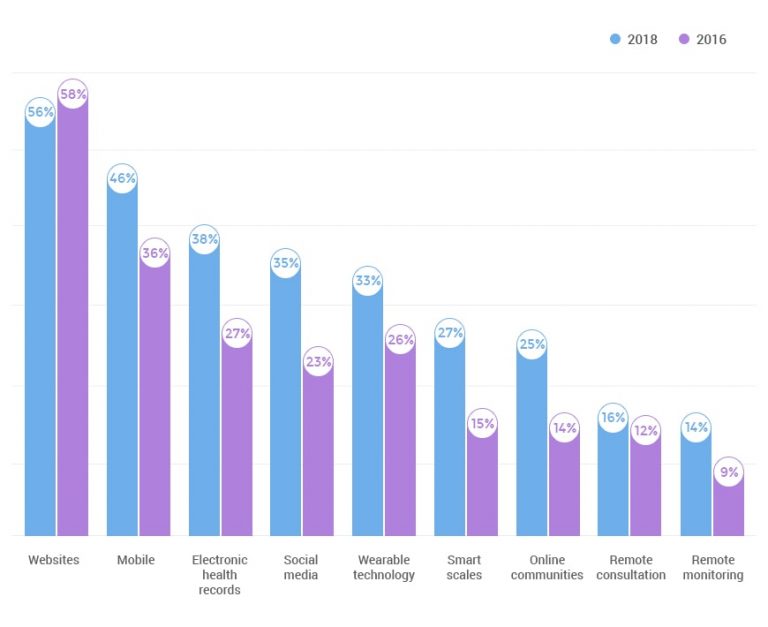 2018 2016
56% 58%
46% 36%
38% 27%
35% 23%
33% 26%
27% 15%
25% 14%
16% 12%
14% 9%
Websites
Mobile
Electronic
health
records
Social
media
Wearable
technology
Smart
scales
Online
communities
Remote
consultation
Remote
monitoring